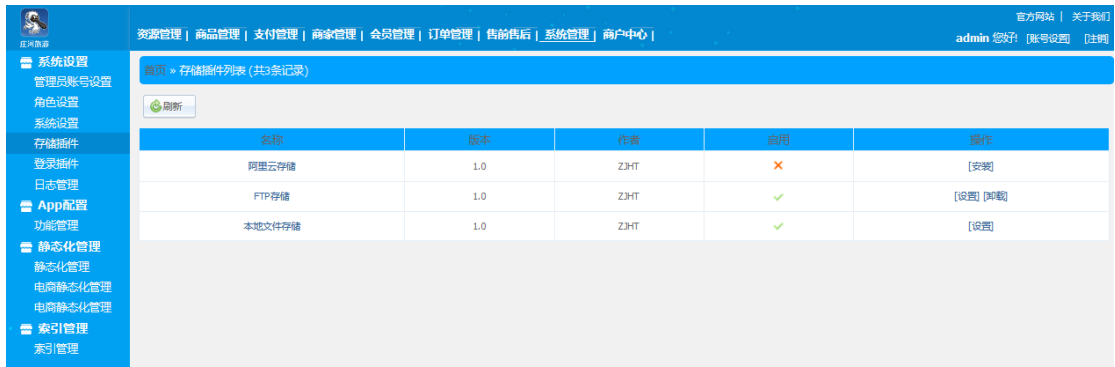 官方网站 | 关于我们
庄河旅游
资源管理 | 商品管理 | 支付管理 | 商家管理 | 会员管理 | 订单管理 | 售前售后 | 系统管理 | 商户中心 |
admin 您好! [账号设置] [注销]
系统设置
管理员账号设置
角色设置
系统设置
存储插件
登录插件
日志管理
App配置
功能管理
静态化管理
静态化管理
电商静态化管理
电商静态化管理
索引管理
索引管理
首页 » 存储插件列表 (共3条记录)
刷新
名称 版本 作者 启用 操作
阿里云存储 1.0 ZJHT [安装]
FTP存储 1.0 ZJHT [设置] [卸载]
本地文件存储 1.0 ZJHT [设置]